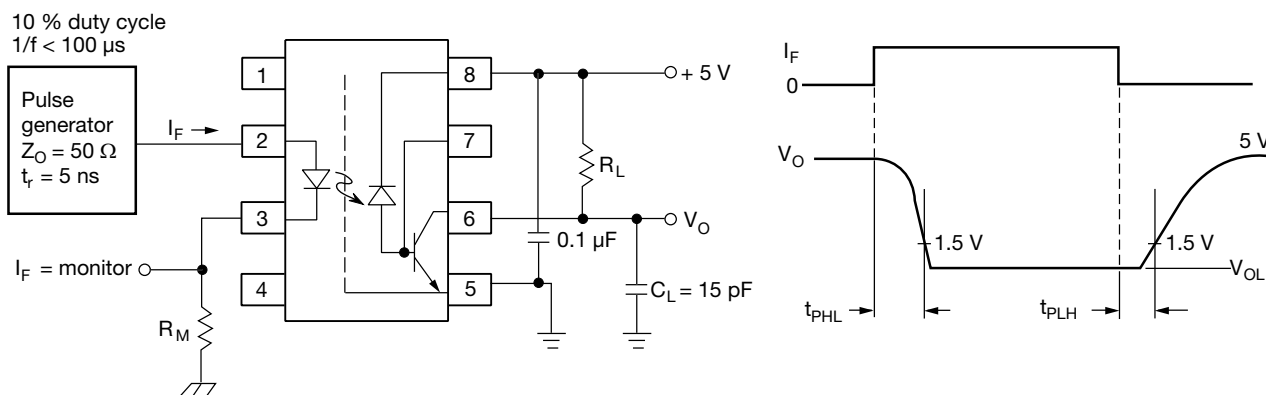 10 % duty cycle
1/f < 100 µs
Pulse
generator
Z_O = 50 Ω
t_r = 5 ns
I_F
1
2
3
4
8
7
6
5
I_F = monitor
R_M
+ 5 V
R_L
V_O
0.1 µF
C_L = 15 pF
I_F
0
V_O
5 V
1.5 V
1.5 V
V_OL
t_PHL
t_PLH